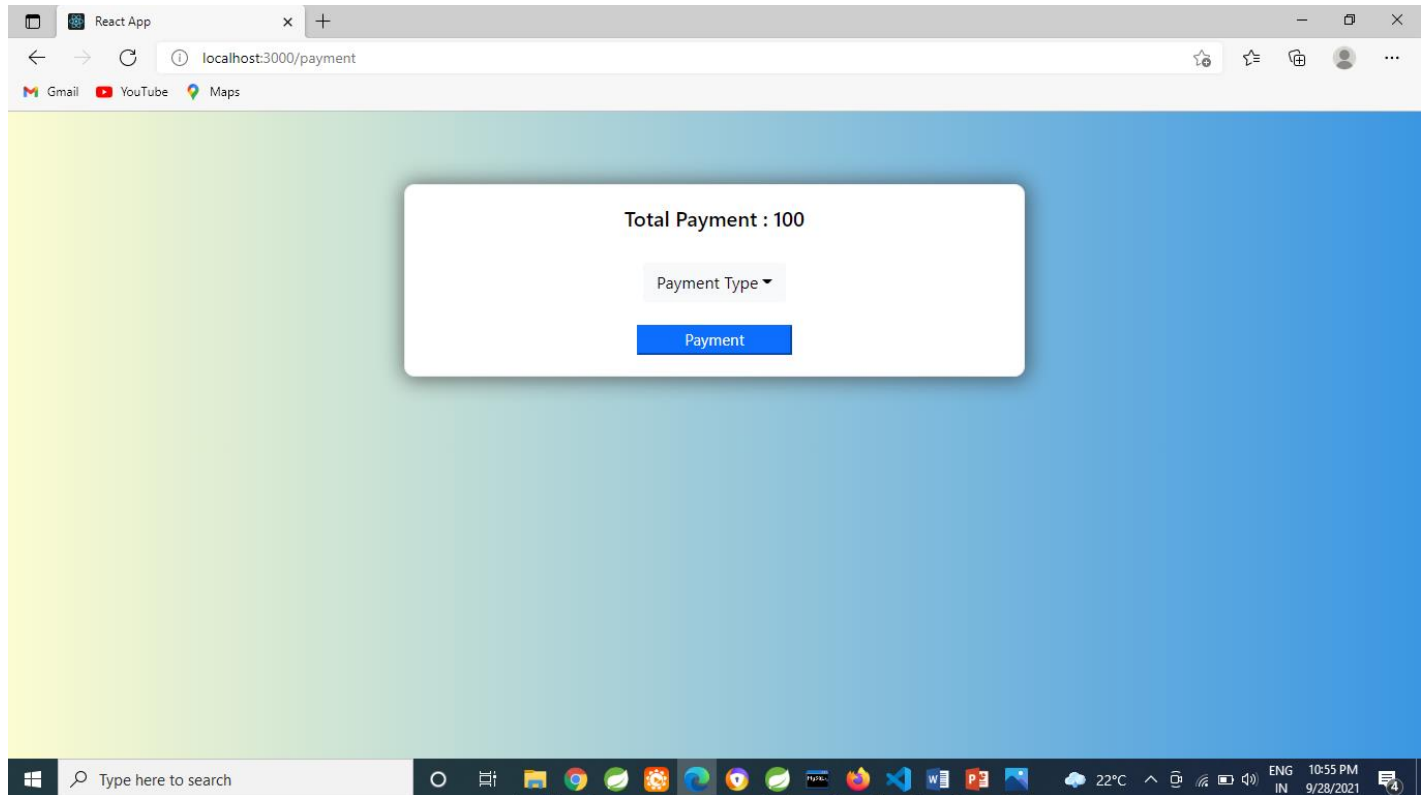 React App
localhost:3000/payment
Gmail YouTube Maps
Total Payment : 100
Payment Type
Payment
Type here to search
22°C
ENG 10:55 PM
IN 9/28/2021
4